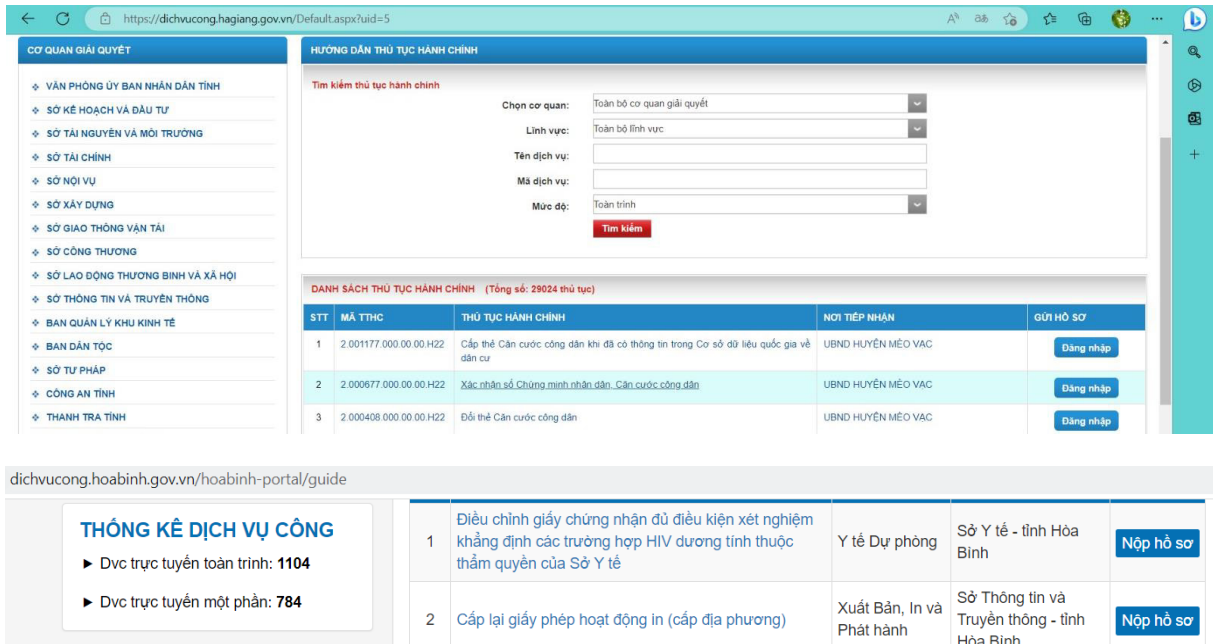 https://dichvucong.hagiang.gov.vn/Default.aspx?uid=5
CƠ QUAN GIẢI QUYẾT
VĂN PHÒNG ỦY BAN NHÂN DÂN TỈNH
SỞ KẾ HOẠCH VÀ ĐẦU TƯ
SỞ TÀI NGUYÊN VÀ MÔI TRƯỜNG
SỞ TÀI CHÍNH
SỞ NỘI VỤ
SỞ XÂY DỰNG
SỞ GIAO THÔNG VẬN TẢI
SỞ CÔNG THƯƠNG
SỞ LAO ĐỘNG THƯƠNG BINH VÀ XÃ HỘI
SỞ THÔNG TIN VÀ TRUYỀN THÔNG
BAN QUẢN LÝ KHU KINH TẾ
BAN DÂN TỘC
SỞ TƯ PHÁP
CÔNG AN TỈNH
THANH TRA TỈNH
HƯỚNG DẪN THỦ TỤC HÀNH CHÍNH
Tìm kiếm thủ tục hành chính
Chọn cơ quan: Toàn bộ cơ quan giải quyết
Lĩnh vực: Toàn bộ lĩnh vực
Tên dịch vụ:
Mã dịch vụ:
Mức độ: Toàn trình
Tìm kiếm
DANH SÁCH THỦ TỤC HÀNH CHÍNH (Tổng số: 29024 thủ tục)
STT MÃ TTHC THỦ TỤC HÀNH CHÍNH NƠI TIẾP NHẬN GỬI HỒ SƠ
1 2.001177.000.00.00.H22 Cấp thẻ Căn cước công dân khi đã có thông tin trong Cơ sở dữ liệu quốc gia về UBND HUYỆN MÈO VẠC Đăng nhập
dân cư
2 2.000677.000.00.00.H22 Xác nhận số Chứng minh nhân dân, Căn cước công dân UBND HUYỆN MÈO VẠC Đăng nhập
3 2.000408.000.00.00.H22 Đổi thẻ Căn cước công dân UBND HUYỆN MÈO VẠC Đăng nhập
dichvucong.hoabinh.gov.vn/hoabinh-portal/guide
THỐNG KÊ DỊCH VỤ CÔNG
► Dvc trực tuyến toàn trình: 1104
► Dvc trực tuyến một phần: 784
1 Điều chỉnh giấy chứng nhận đủ điều kiện xét nghiệm
khẳng định các trường hợp HIV dương tính thuộc
thẩm quyền của Sở Y tế
Y tế Dự phòng
Sở Y tế - tỉnh Hòa
Bình
Nộp hồ sơ
2 Cấp lại giấy phép hoạt động in (cấp địa phương)
Xuất Bản, In và
Phát hành
Sở Thông tin và
Truyền thông - tỉnh
Hòa Bình
Nộp hồ sơ